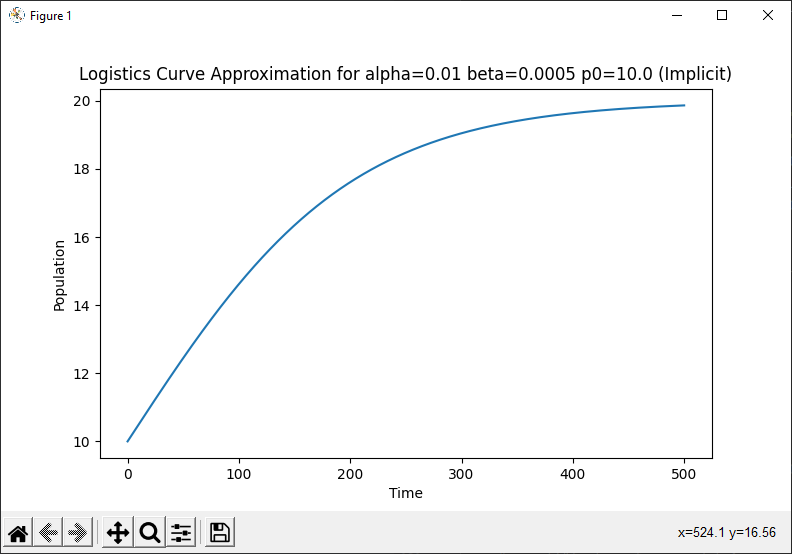 Figure 1
Logistics Curve Approximation for alpha=0.01 beta=0.0005 p0=10.0 (Implicit)
20
18
16
14
12
10
Population
0 100 200 300 400 500
Time
x=524.1 y=16.56